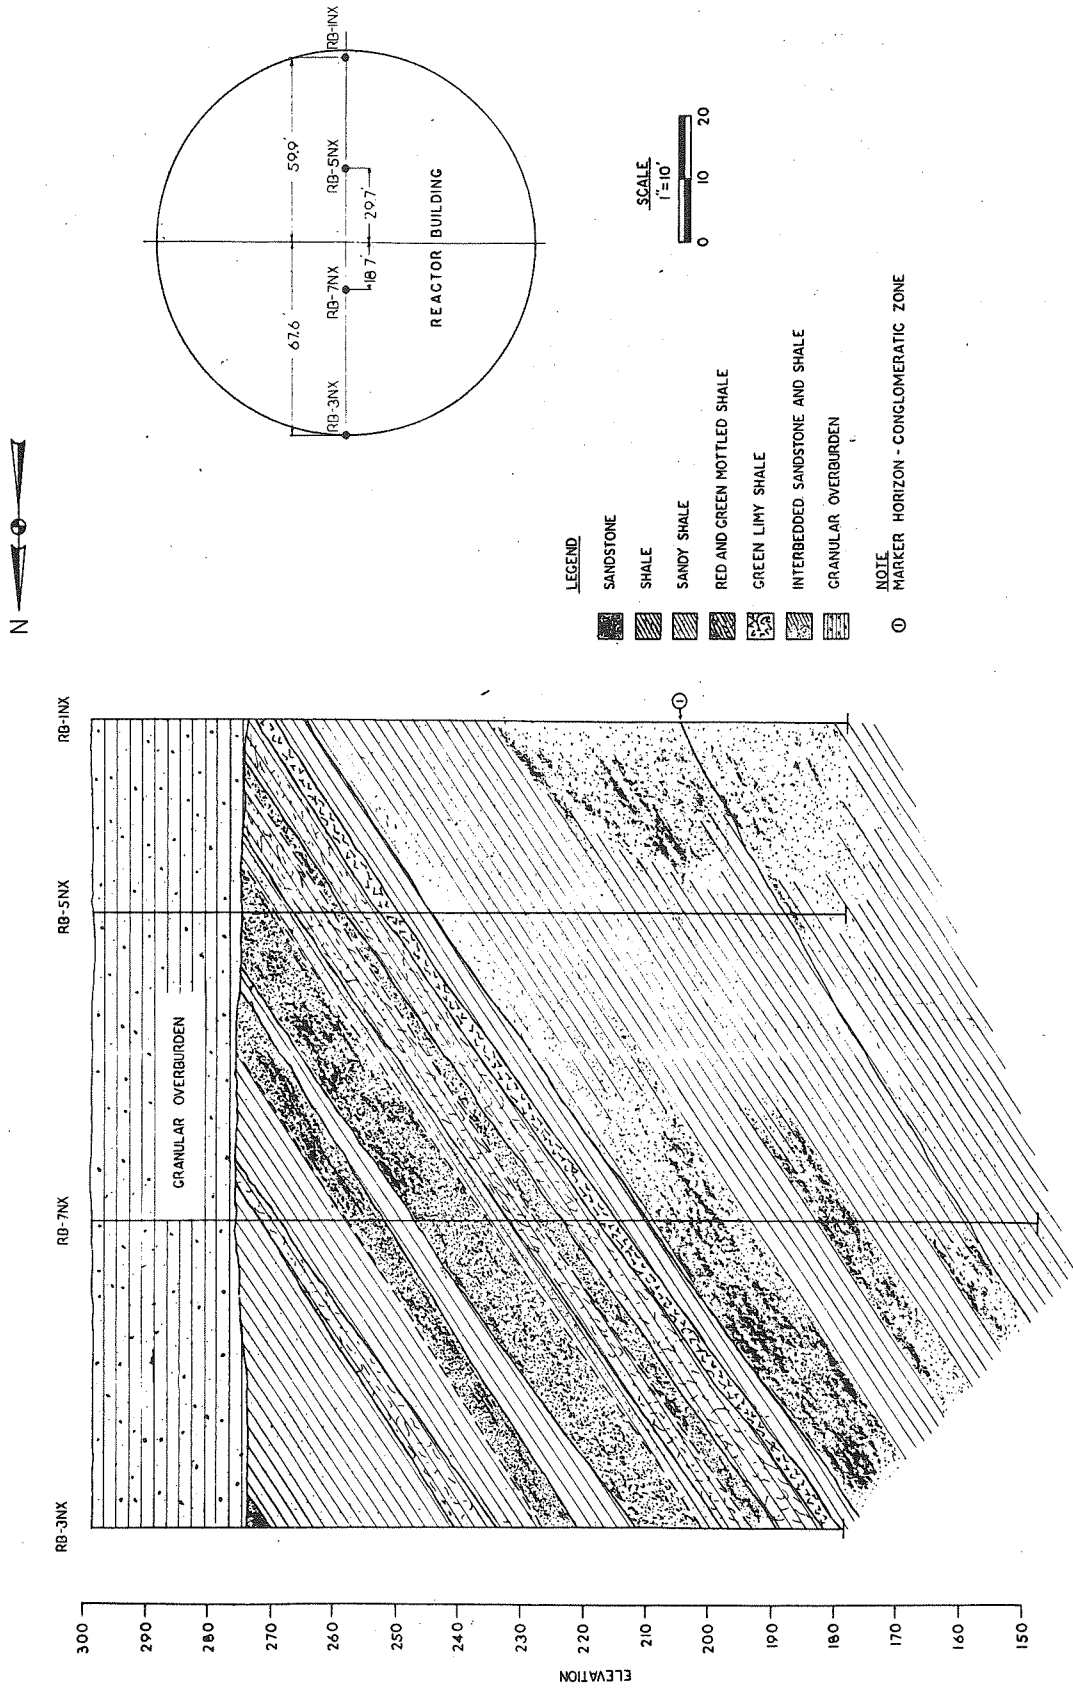 N
RB-3NX
RB-7NX
RB-5NX
RB-1NX
GRANULAR OVERBURDEN
ELEVATION
300
290
280
270
260
250
240
230
220
210
200
190
180
170
160
150
1
67.6'
59.9'
RB-3NX
RB-7NX
RB-5NX
RB-1NX
18.7'
29.7'
REACTOR BUILDING
LEGEND
SANDSTONE
SHALE
SANDY SHALE
RED AND GREEN MOTTLED SHALE
GREEN LIMY SHALE
INTERBEDDED SANDSTONE AND SHALE
GRANULAR OVERBURDEN
NOTE
1 MARKER HORIZON - CONGLOMERATIC ZONE
SCALE
1"=10'
0 10 20